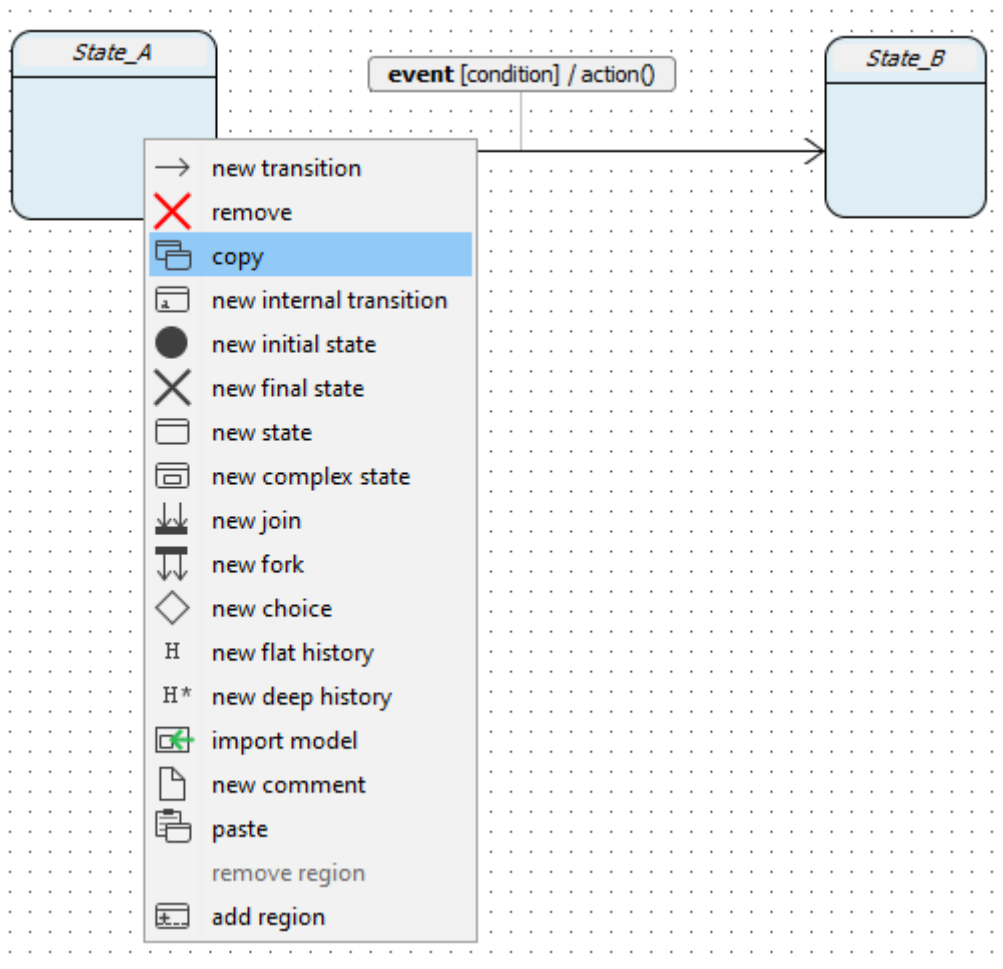 State_A
State_B
event [condition] / action()
new transition
remove
copy
a new internal transition
new initial state
new final state
new state
new complex state
new join
new fork
new choice
H new flat history
H* new deep history
import model
new comment
paste
remove region
add region